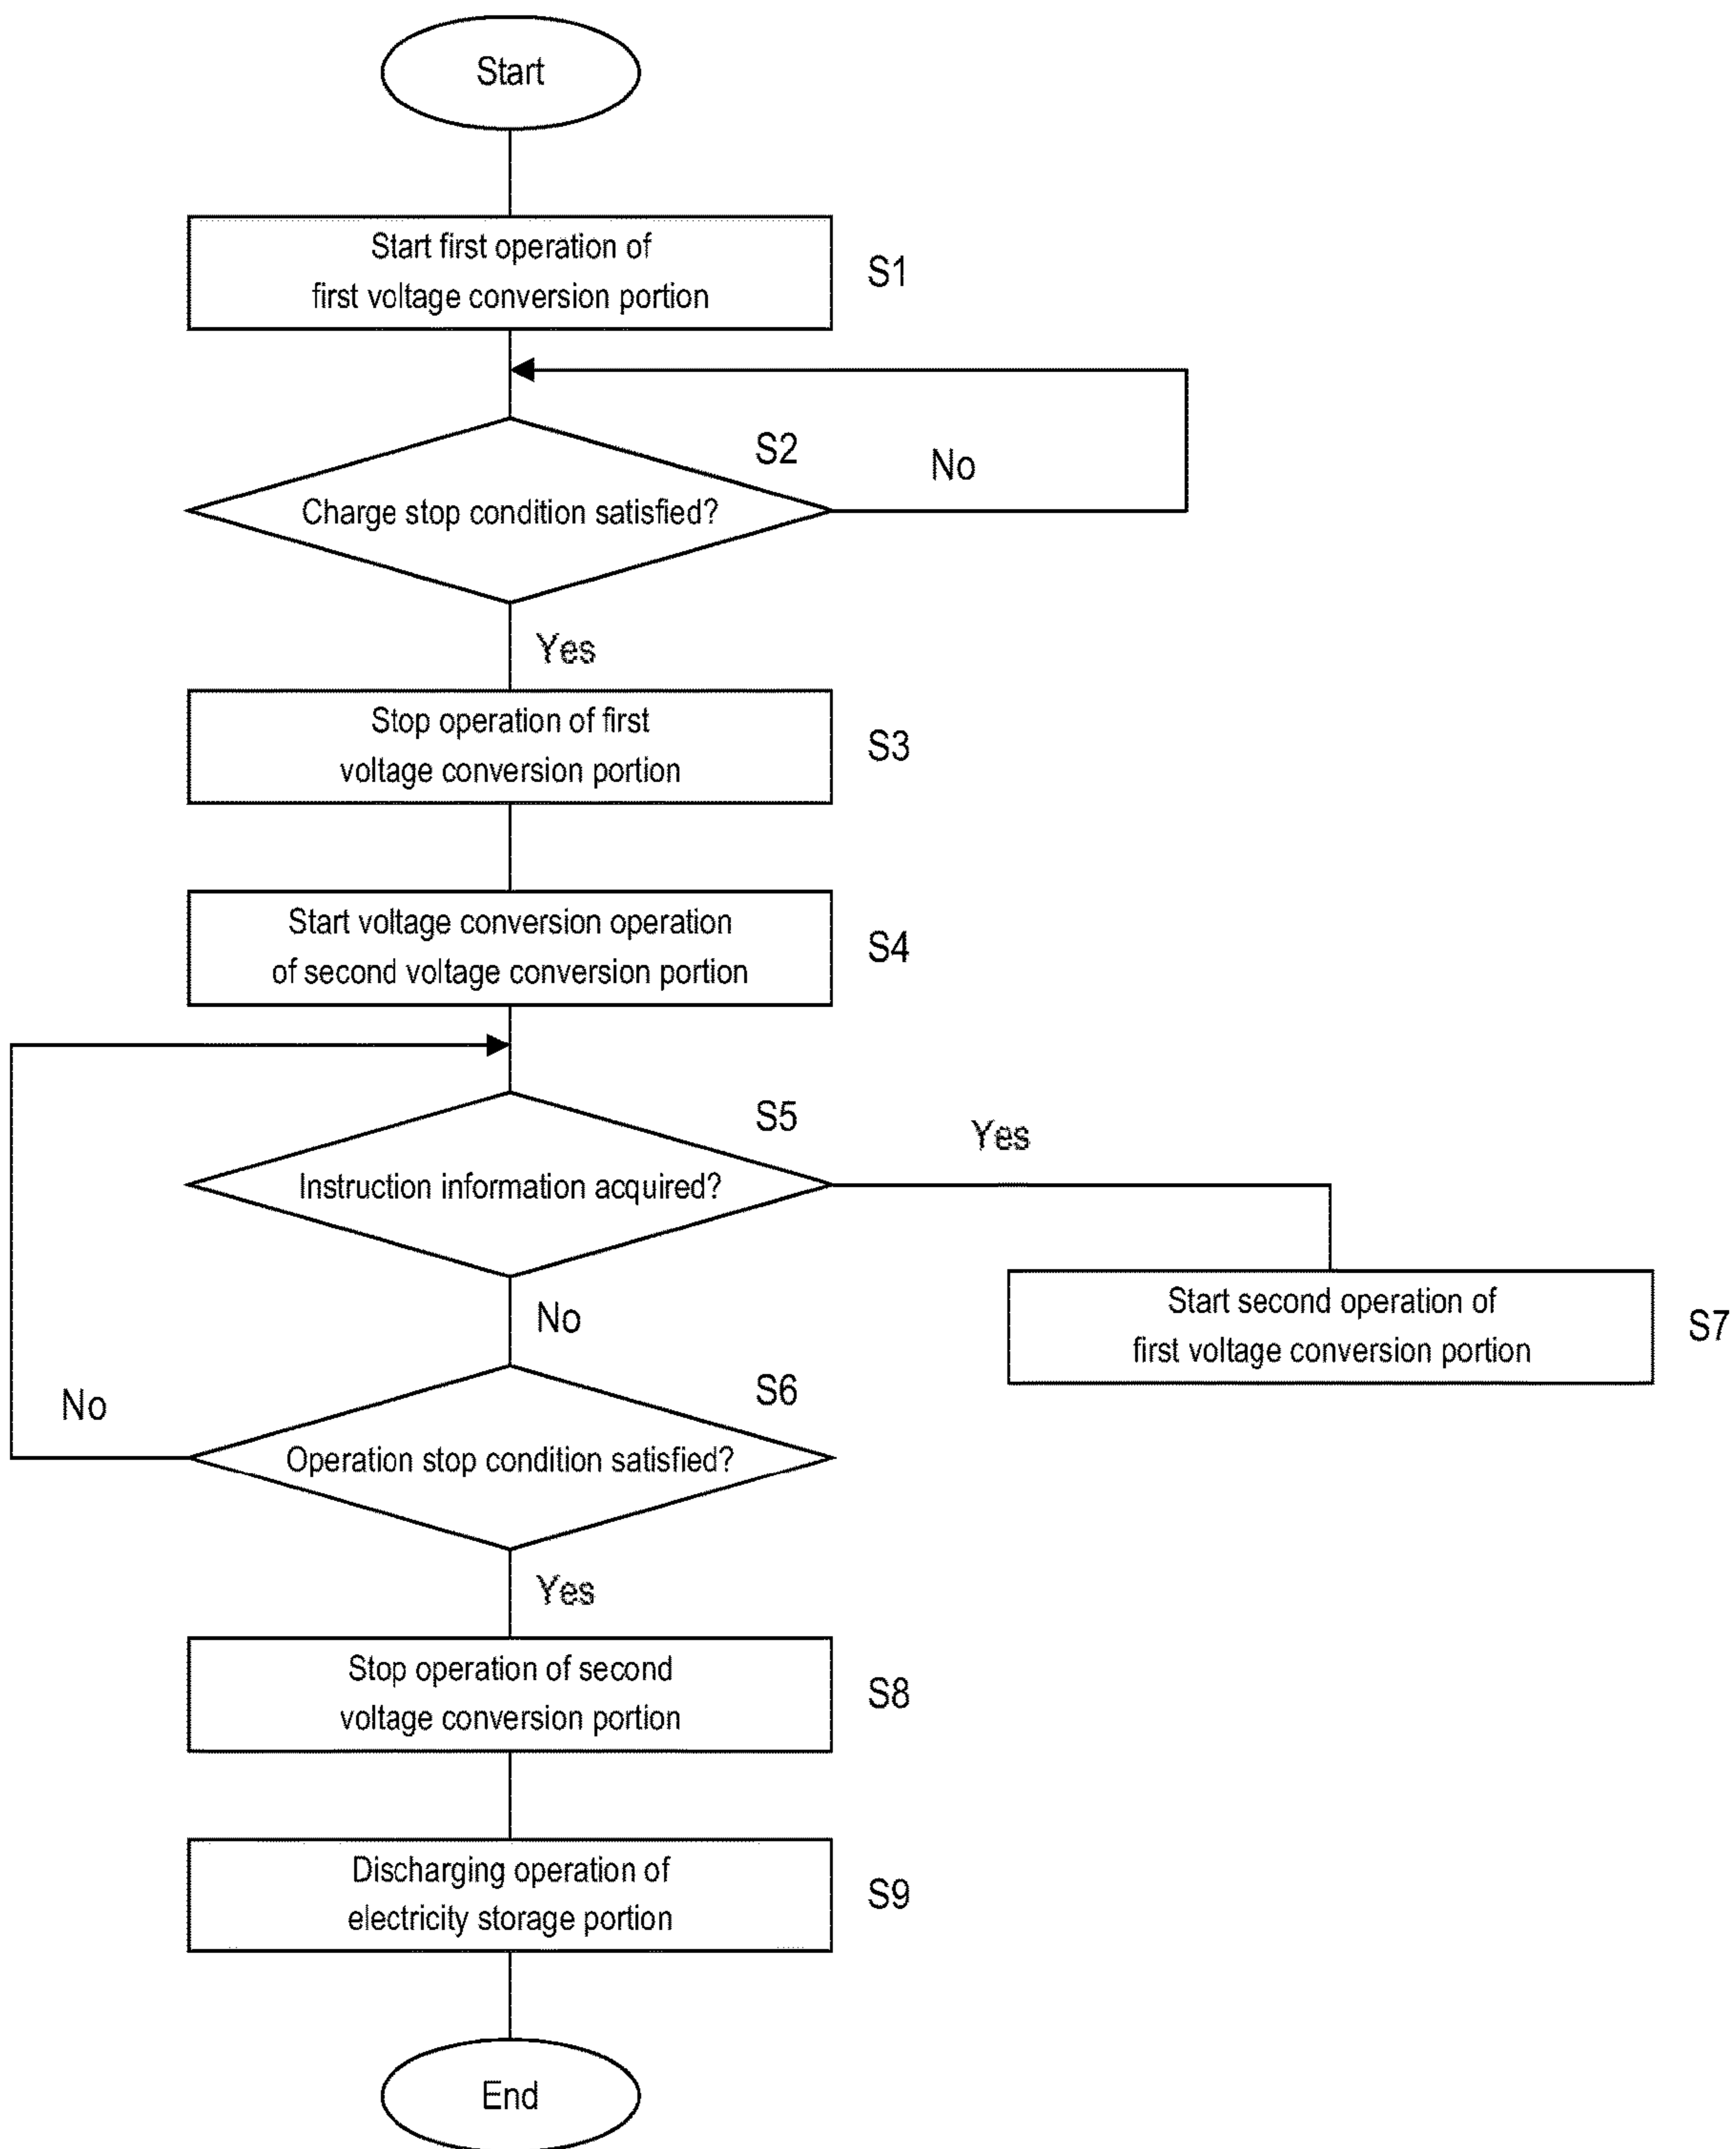 Start
Start first operation of
first voltage conversion portion
S1
S2
No
Charge stop condition satisfied?
Yes
Stop operation of first
voltage conversion portion
S3
Start voltage conversion operation
of second voltage conversion portion
S4
S5
Yes
Instruction information acquired?
No
Start second operation of
first voltage conversion portion
S7
S6
No
Operation stop condition satisfied?
Yes
Stop operation of second
voltage conversion portion
S8
Discharging operation of
electricity storage portion
S9
End